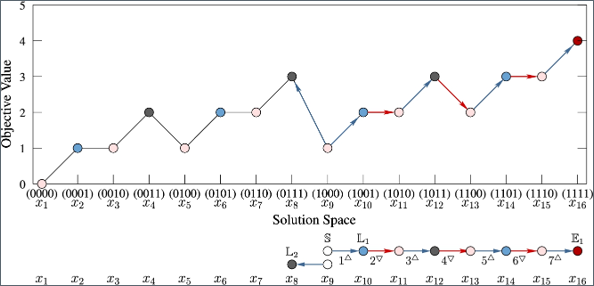 5
4
3
2
1
0
Objective Value
(0000) (0001) (0010) (0011) (0100) (0101) (0110) (0111) (1000) (1001) (1010) (1011) (1100) (1101) (1110) (1111)
x₁ x₂ x₃ x₄ x₅ x₆ x₇ x₈ x₉ x₁₀ x₁₁ x₁₂ x₁₃ x₁₄ x₁₅ x₁₆
Solution Space
𝕊 𝕃₁ 𝔼₁
𝕃₂ 1△ 2▽ 3△ 4▽ 5△ 6▽ 7△
x₁ x₂ x₃ x₄ x₅ x₆ x₇ x₈ x₉ x₁₀ x₁₁ x₁₂ x₁₃ x₁₄ x₁₅ x₁₆